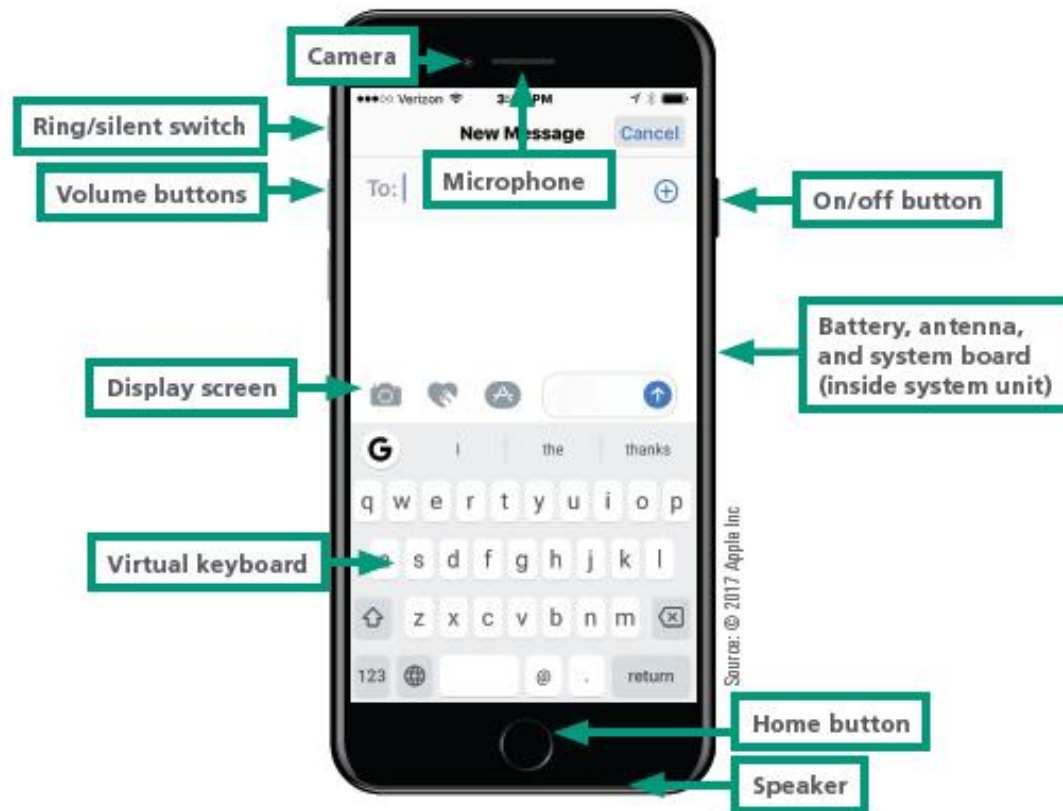 Camera
Verizon
PM
Ring/silent switch
New Message
Cancel
Volume buttons
To:
Microphone
On/off button
Battery, antenna,
and system board
(inside system unit)
Display screen
G
I the thanks
q w e r t y u i o p
Virtual keyboard
s d f g h j k l
z x c v b n m
123 @ . return
Source: © 2017 Apple Inc
Home button
Speaker